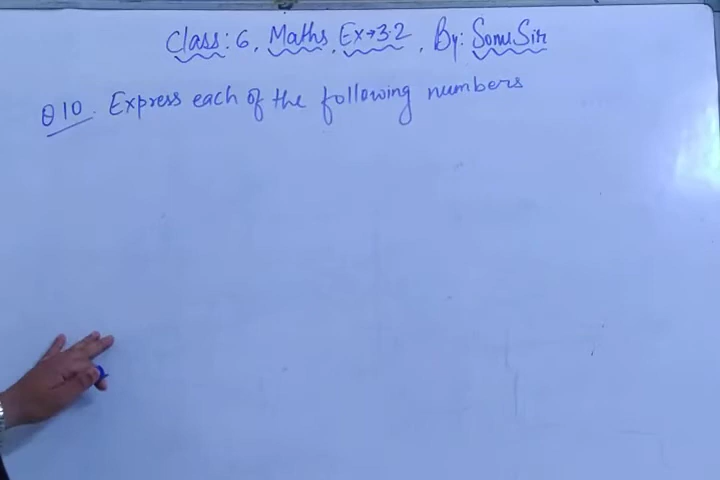 Class: 6, Maths, Ex→3.2, By: Sonu Sir
Q10. Express each of the following numbers